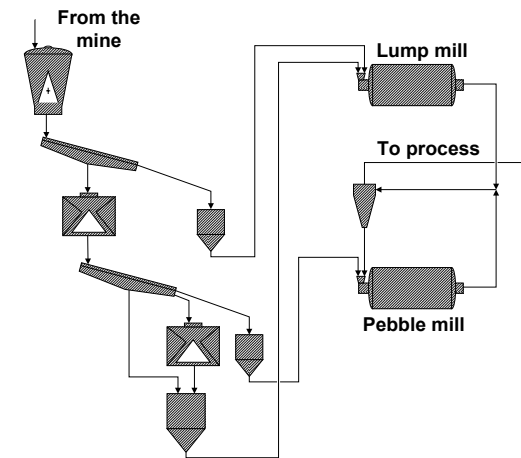 From the
mine
Lump mill
To process
Pebble mill